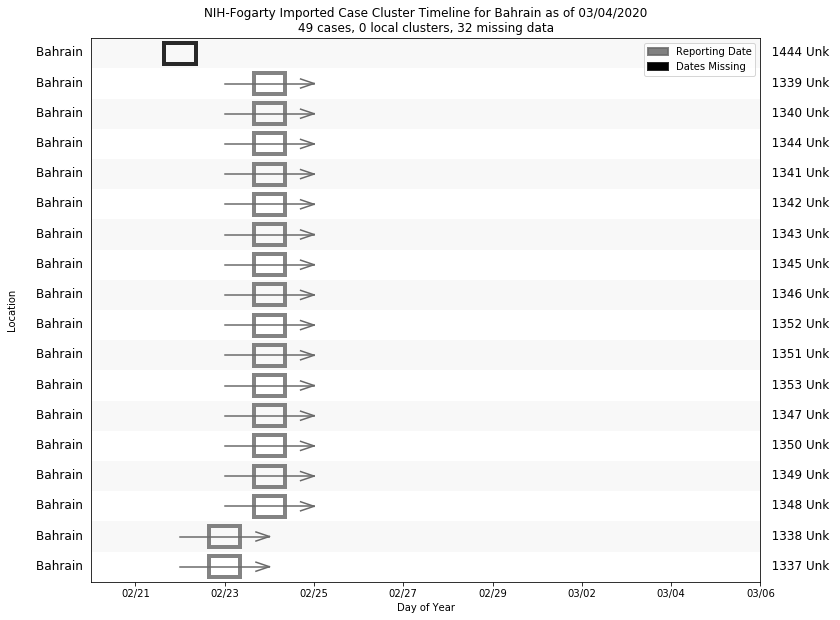 NIH-Fogarty Imported Case Cluster Timeline for Bahrain as of 03/04/2020
49 cases, 0 local clusters, 32 missing data
Reporting Date
Dates Missing
Bahrain 1444 Unk
Bahrain 1339 Unk
Bahrain 1340 Unk
Bahrain 1344 Unk
Bahrain 1341 Unk
Bahrain 1342 Unk
Bahrain 1343 Unk
Bahrain 1345 Unk
Bahrain 1346 Unk
Bahrain 1352 Unk
Bahrain 1351 Unk
Bahrain 1353 Unk
Bahrain 1347 Unk
Bahrain 1350 Unk
Bahrain 1349 Unk
Bahrain 1348 Unk
Bahrain 1338 Unk
Bahrain 1337 Unk
Location
02/21 02/23 02/25 02/27 02/29 03/02 03/04 03/06
Day of Year